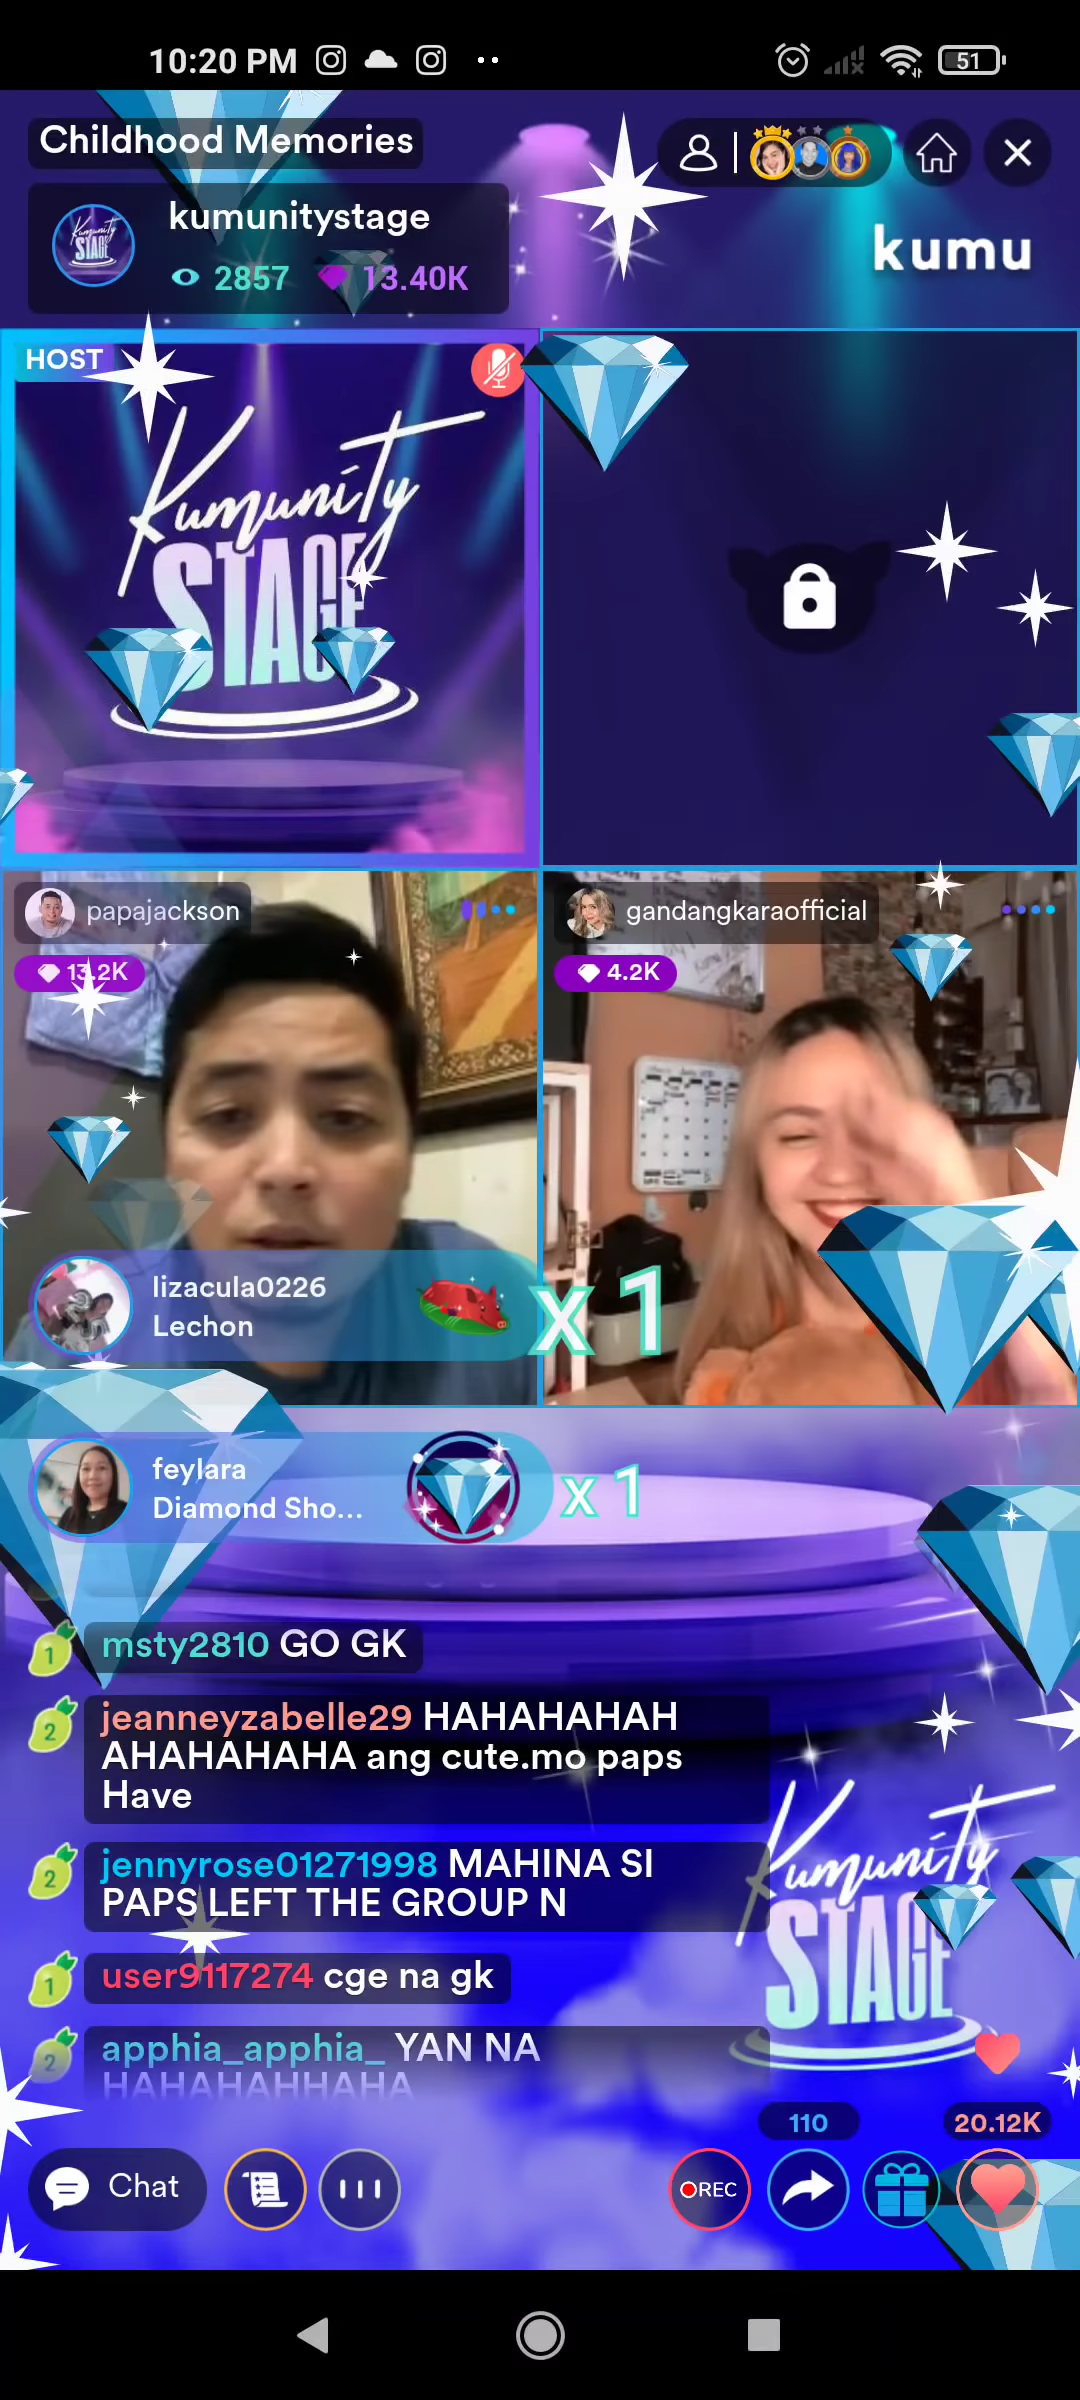 10:20 PM
51
Childhood Memories
kumunitystage
2857
13.40K
kumu
HOST
Kumunity
STAGE
papajackson
13.2K
gandangkaraofficial
4.2K
lizacula0226
Lechon
x 1
feylara
Diamond Sho...
x 1
1 msty2810 GO GK
2 jeanneyzabelle29 HAHAHAHAH
AHAHAHAHA ang cute.mo paps
Have
2 jennyrose01271998 MAHINA SI
PAPS LEFT THE GROUP N
1 user9117274 cge na gk
2 apphia_apphia_ YAN NA
HAHAHAHHAHA
Kumunity
STAGE
110
20.12K
Chat
REC